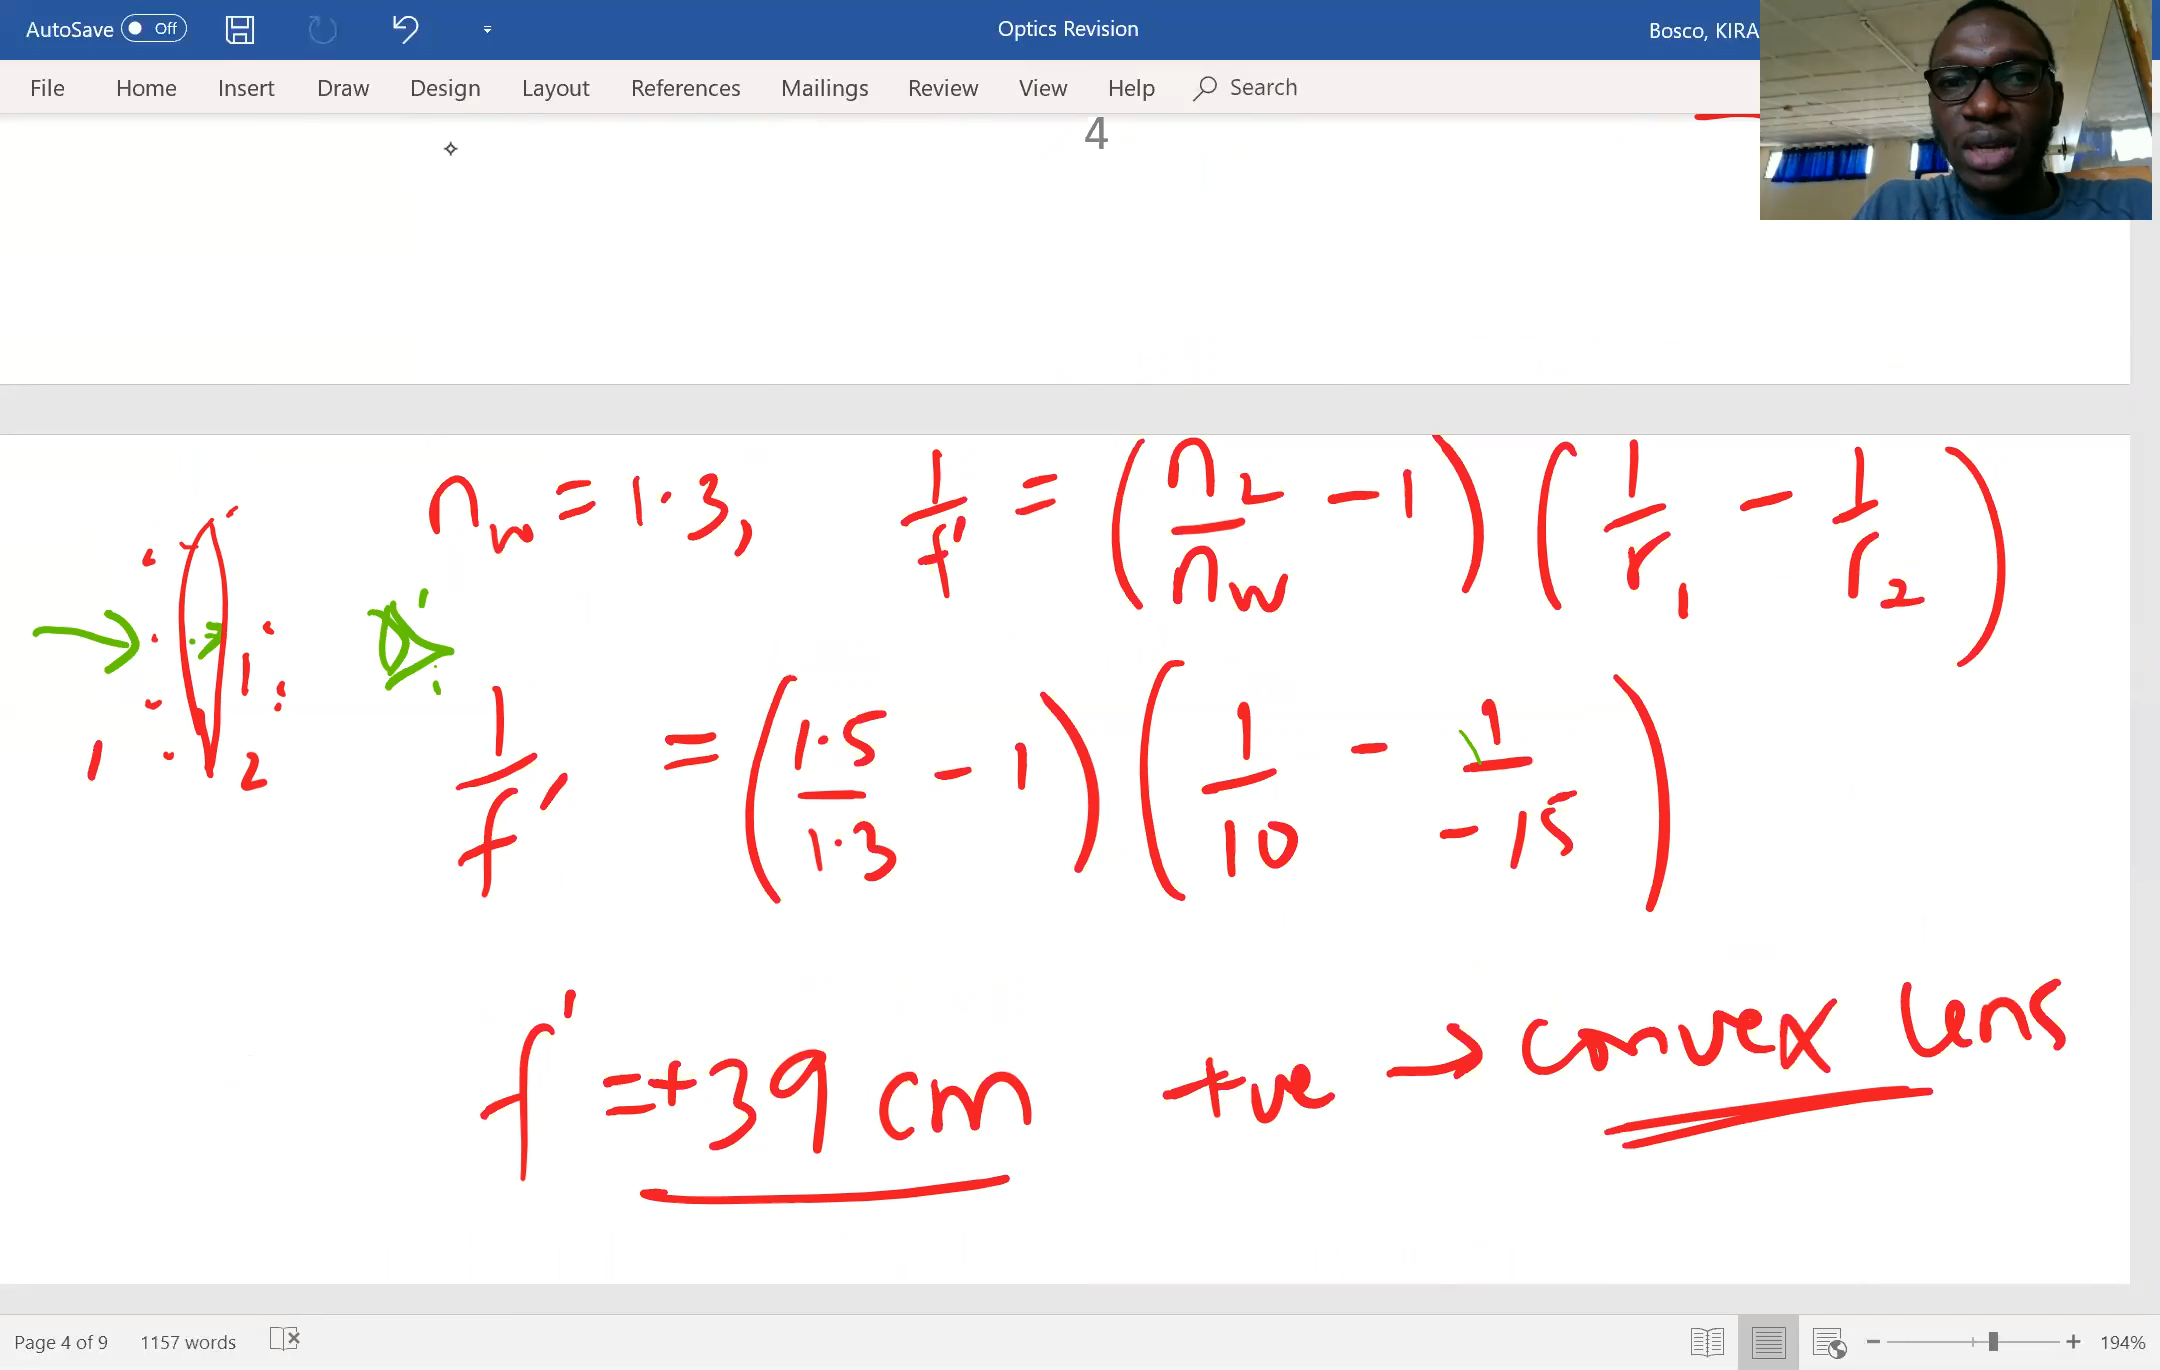 AutoSave Off Optics Revision Bosco, KIRA
File Home Insert Draw Design Layout References Mailings Review View Help Search
4
n_w = 1.3, 1/f' = (n_2/n_w - 1) (1/r_1 - 1/r_2)
1/f' = (1.5/1.3 - 1) (1/10 - 1/-15)
1 2 1
f' = +39 cm +ve → convex lens
Page 4 of 9 1157 words 194%